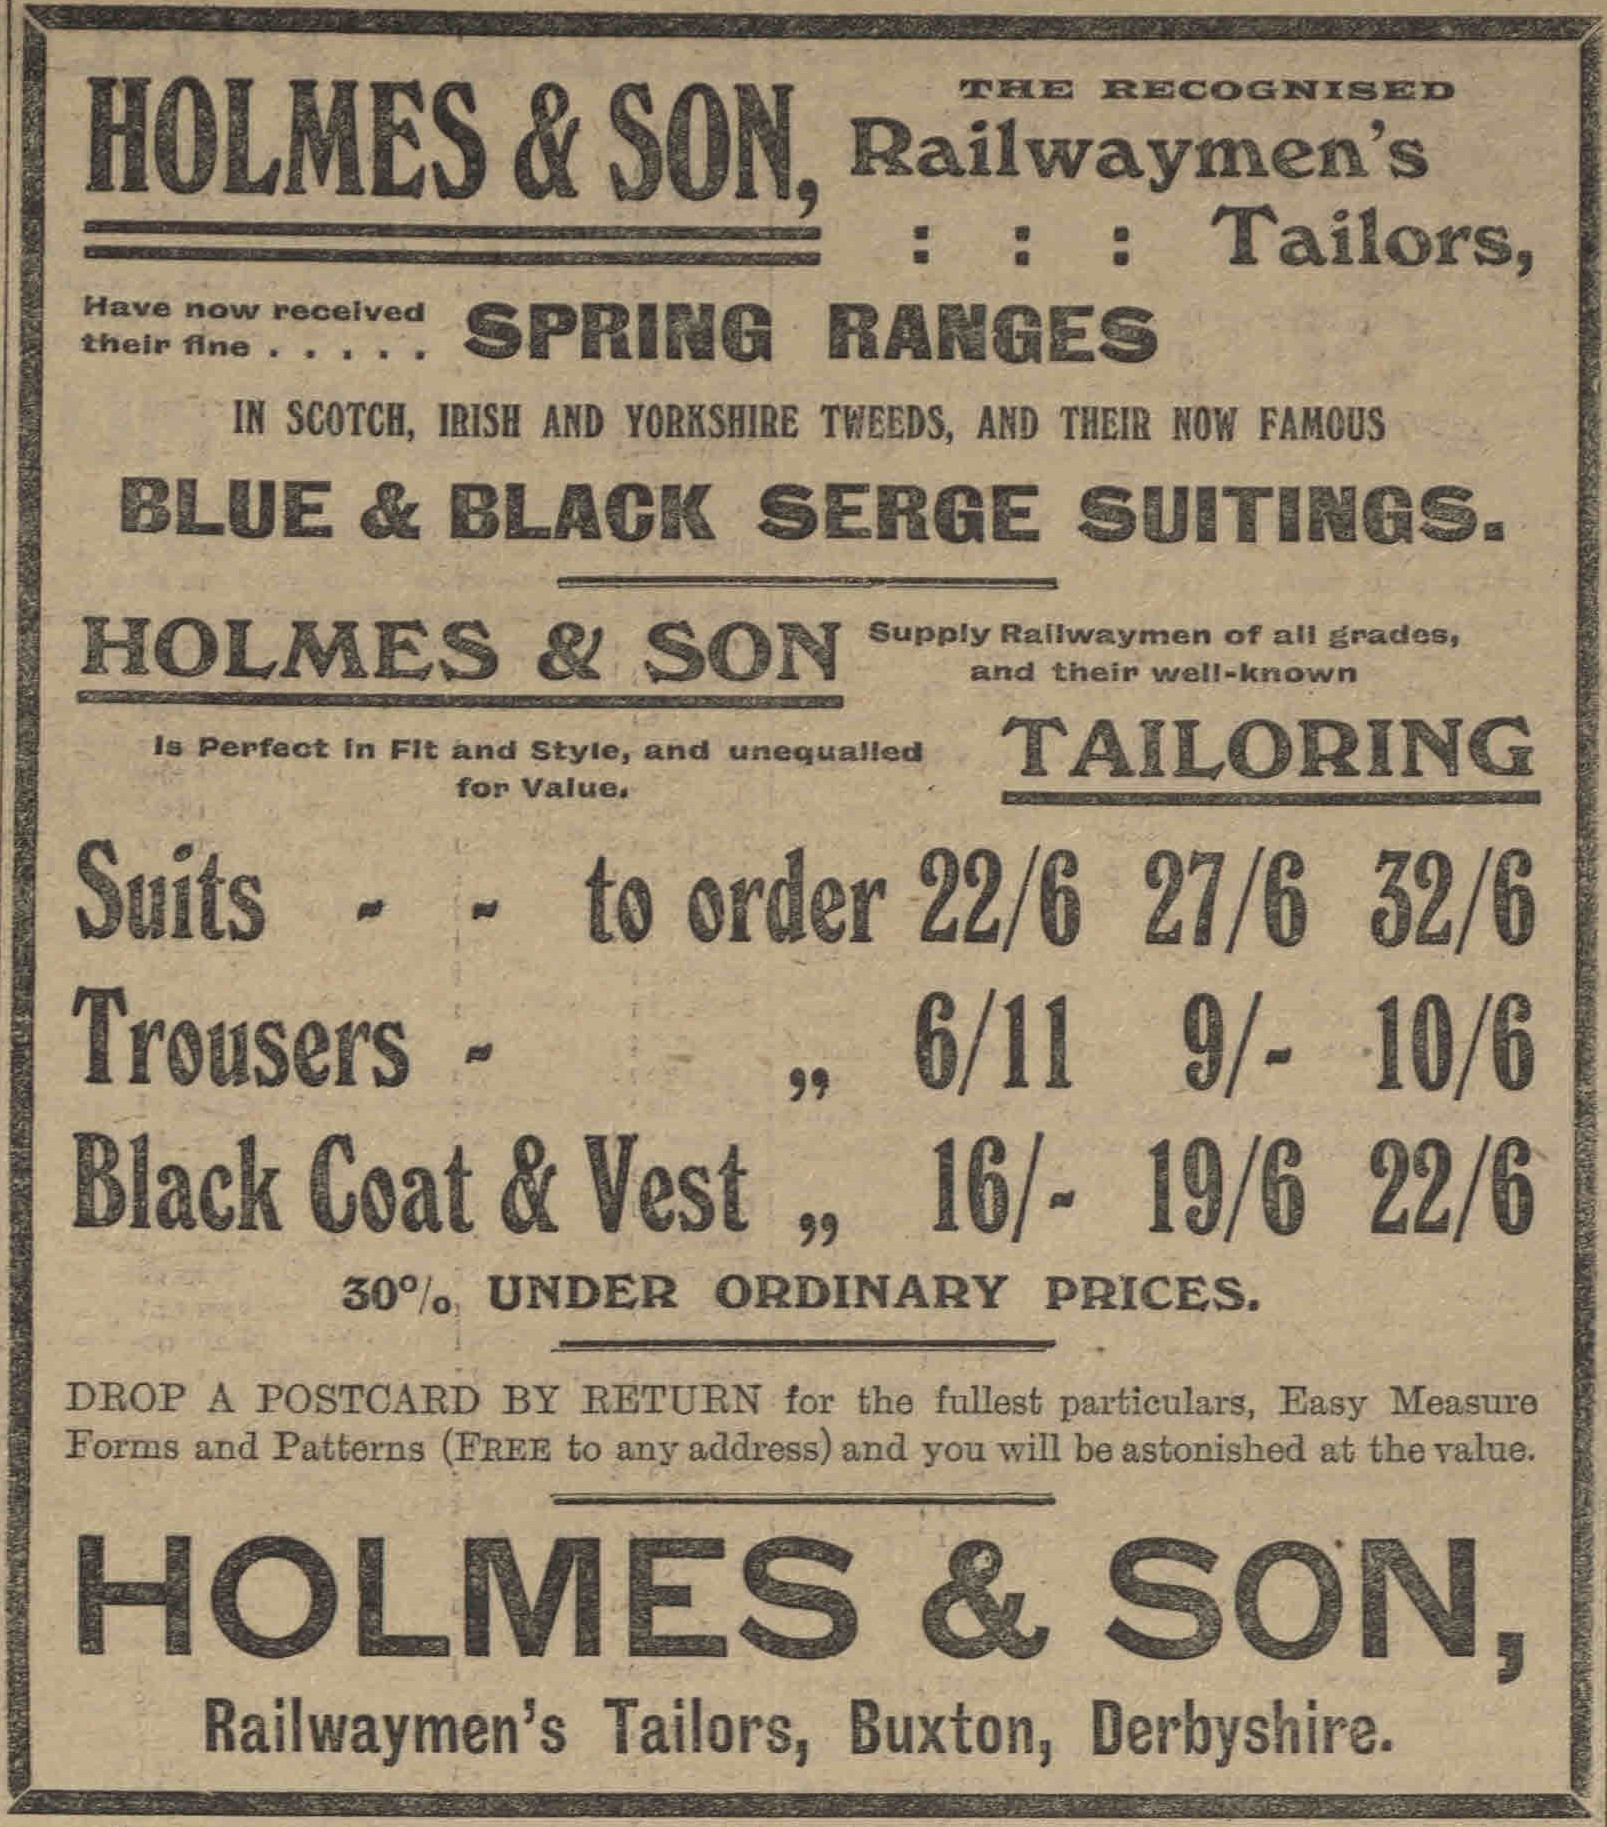 HOLMES & SON,
THE RECOGNISED
Railwaymen's
: : : Tailors,
Have now received
their fine . . . . .
SPRING RANGES
IN SCOTCH, IRISH AND YORKSHIRE TWEEDS, AND THEIR NOW FAMOUS
BLUE & BLACK SERGE SUITINGS.
HOLMES & SON
Supply Railwaymen of all grades,
and their well-known
TAILORING
Is Perfect in Fit and Style, and unequalled
for Value.
Suits - - to order 22/6 27/6 32/6
Trousers - „ 6/11 9/- 10/6
Black Coat & Vest „ 16/- 19/6 22/6
30% UNDER ORDINARY PRICES.
DROP A POSTCARD BY RETURN for the fullest particulars, Easy Measure
Forms and Patterns (FREE to any address) and you will be astonished at the value.
HOLMES & SON,
Railwaymen's Tailors, Buxton, Derbyshire.